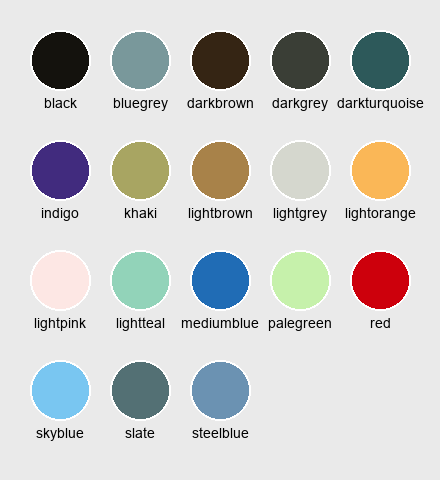 black bluegrey darkbrown darkgrey darkturquoise
indigo khaki lightbrown lightgrey lightorange
lightpink lightteal mediumblue palegreen red
skyblue slate steelblue